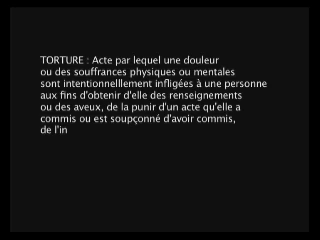 TORTURE : Acte par lequel une douleur
ou des souffrances physiques ou mentales
sont intentionnelllement infligées à une personne
aux fins d'obtenir d'elle des renseignements
ou des aveux, de la punir d'un acte qu'elle a
commis ou est soupçonné d'avoir commis,
de l'in